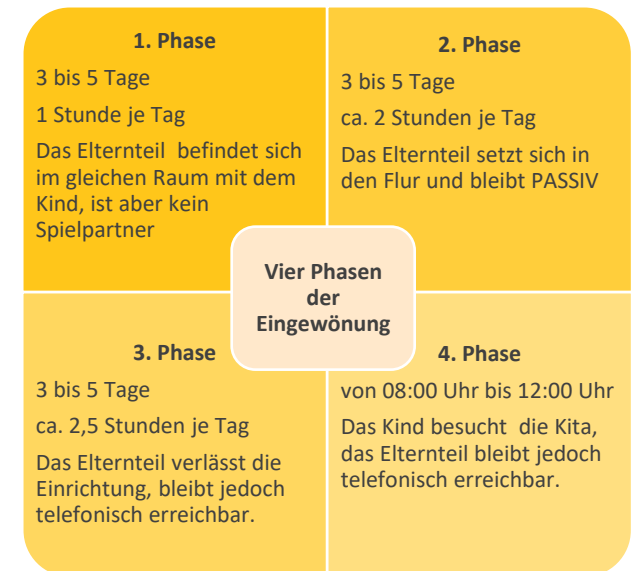 1. Phase
3 bis 5 Tage
1 Stunde je Tag
Das Elternteil befindet sich
im gleichen Raum mit dem
Kind, ist aber kein
Spielpartner
2. Phase
3 bis 5 Tage
ca. 2 Stunden je Tag
Das Elternteil setzt sich in
den Flur und bleibt PASSIV
Vier Phasen
der
Eingewönung
3. Phase
3 bis 5 Tage
ca. 2,5 Stunden je Tag
Das Elternteil verlässt die
Einrichtung, bleibt jedoch
telefonisch erreichbar.
4. Phase
von 08:00 Uhr bis 12:00 Uhr
Das Kind besucht die Kita,
das Elternteil bleibt jedoch
telefonisch erreichbar.